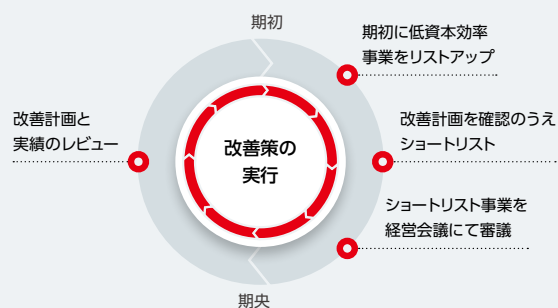 期初
期初に低資本効率
事業をリストアップ
改善計画を確認のうえ
ショートリスト
ショートリスト事業を
経営会議にて審議
期央
改善計画と
実績のレビュー
改善策の
実行